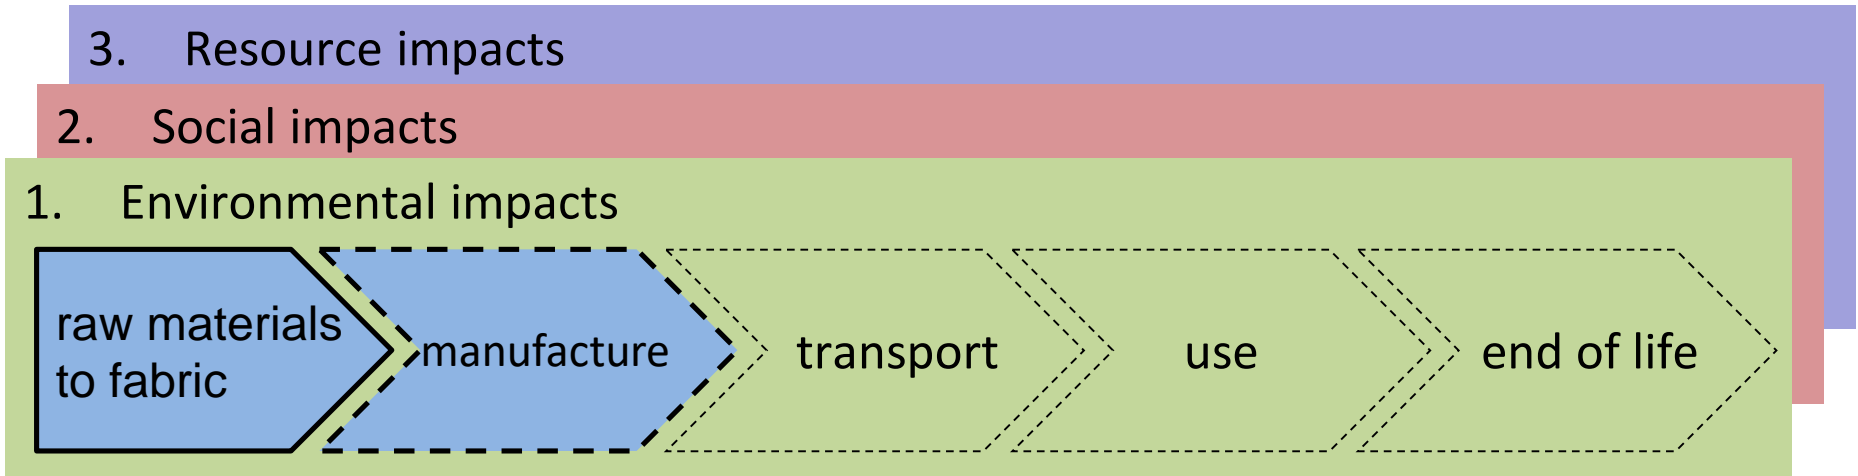 3. Resource impacts
2. Social impacts
1. Environmental impacts
raw materials
to fabric
manufacture
transport
use
end of life